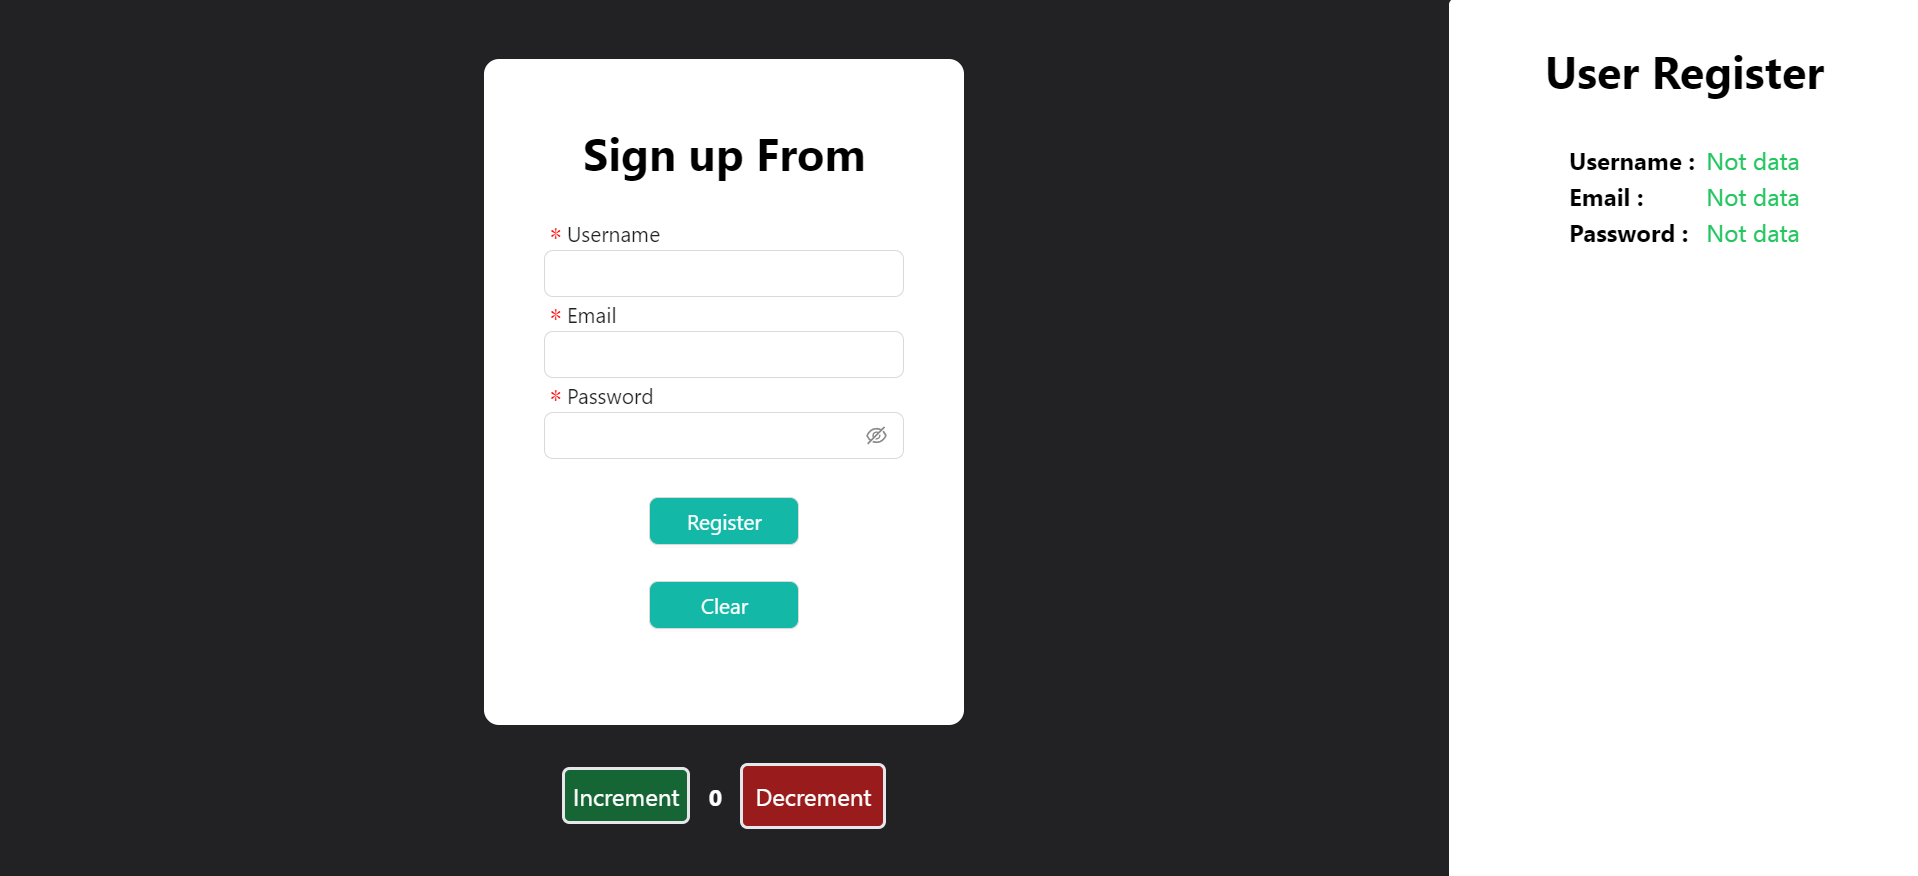 Sign up From
* Username
* Email
* Password
Register
Clear
Increment 0 Decrement
User Register
Username : Not data
Email : Not data
Password : Not data